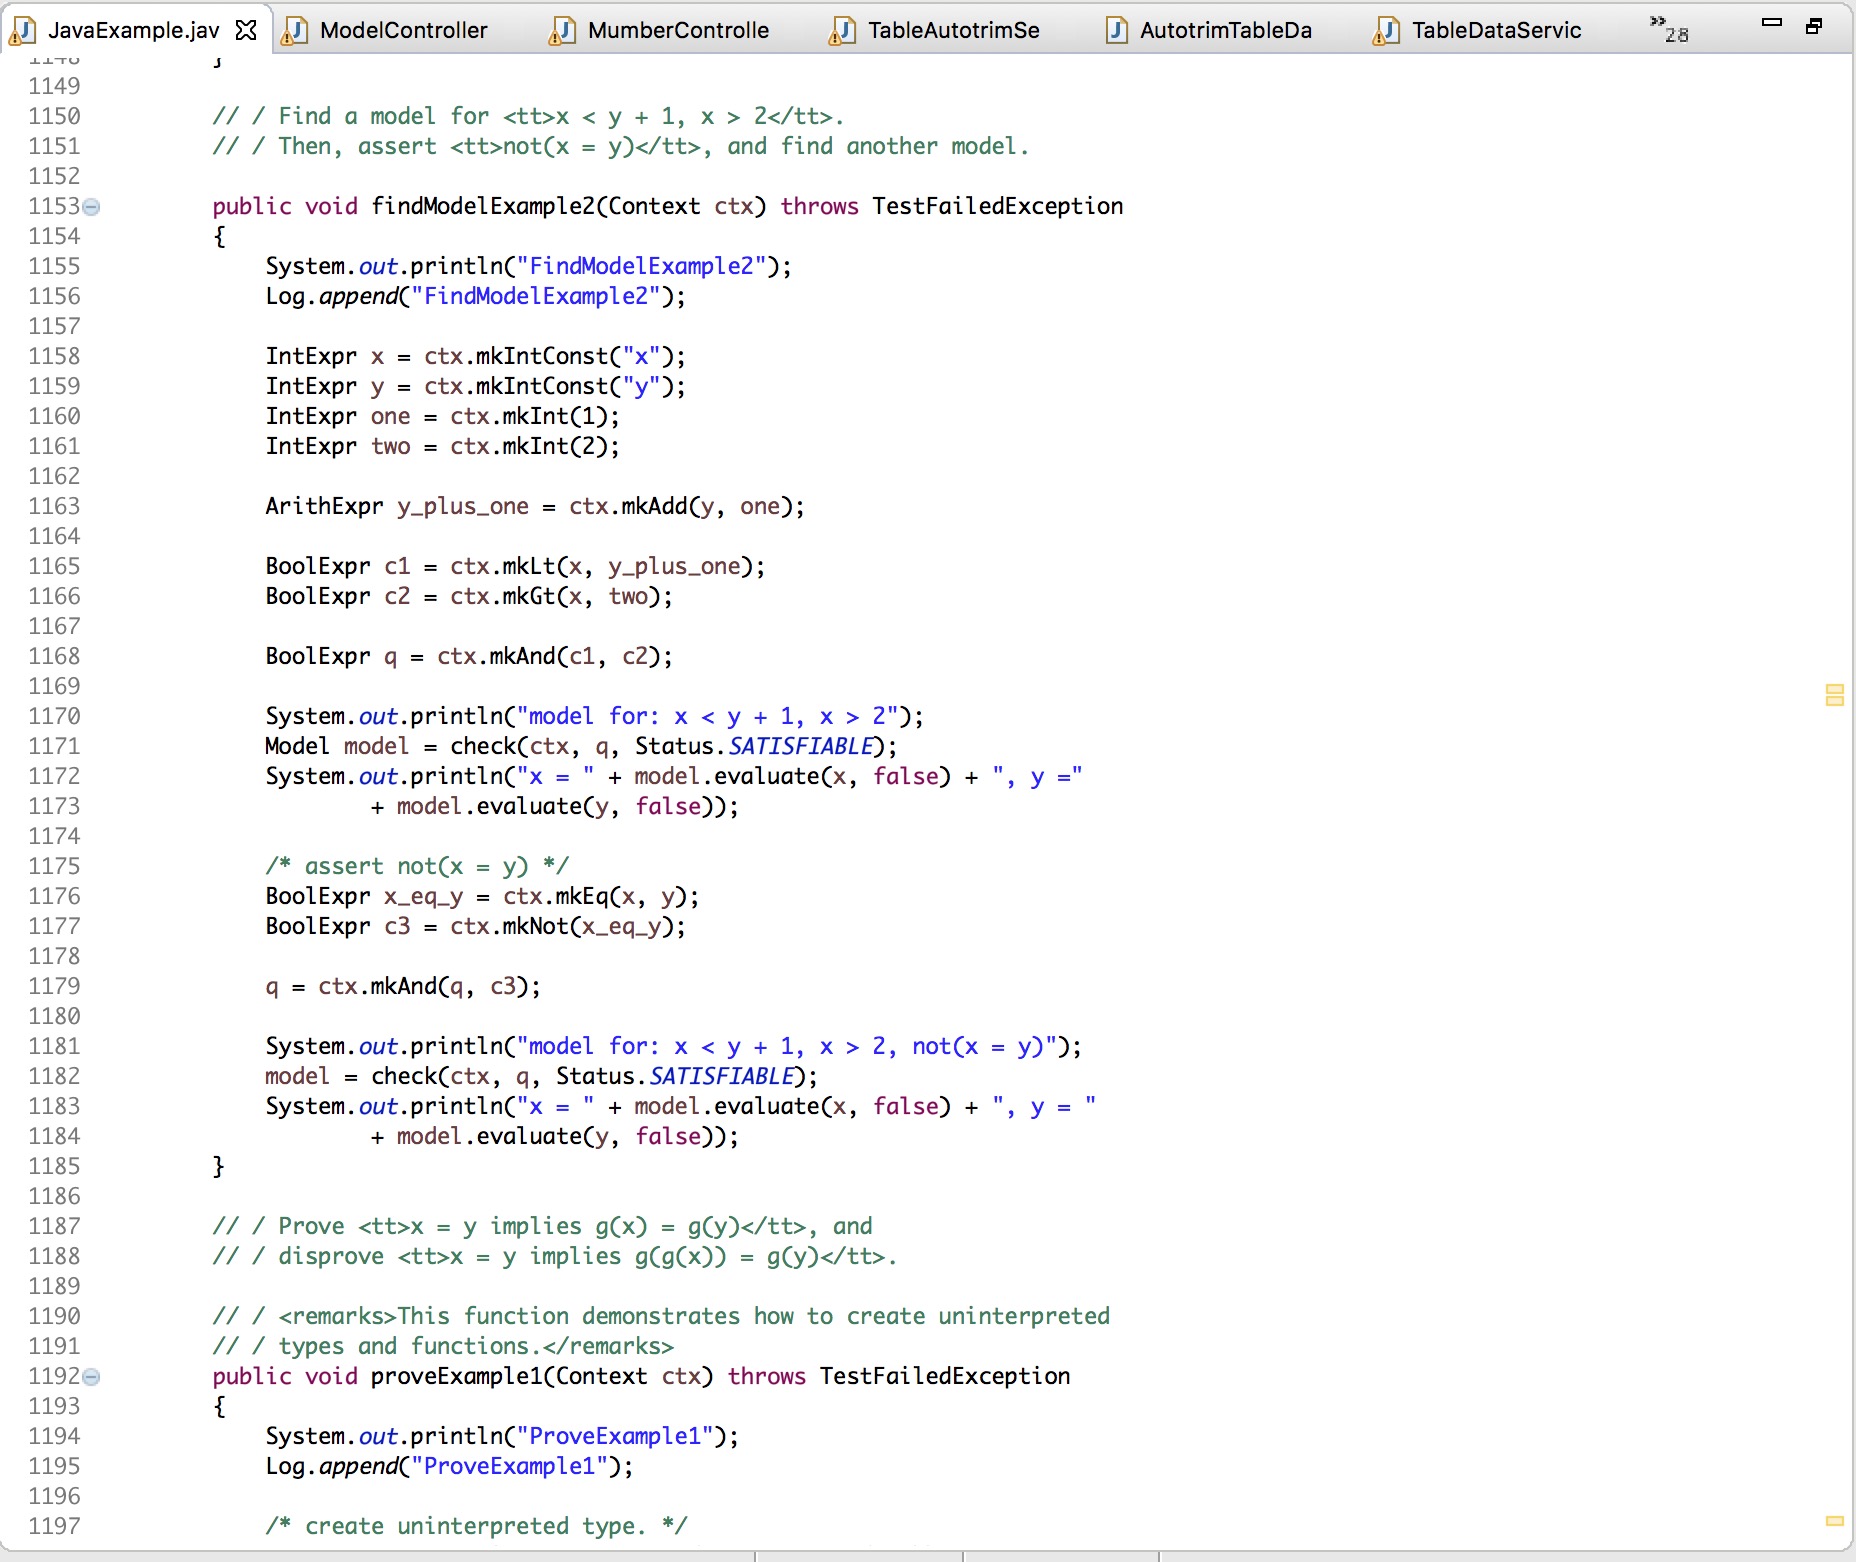 JavaExample.jav ModelController MumberControlle TableAutotrimSe AutotrimTableDa TableDataServic »28
1148 }
1149
1150 // / Find a model for <tt>x < y + 1, x > 2</tt>.
1151 // / Then, assert <tt>not(x = y)</tt>, and find another model.
1152
1153 public void findModelExample2(Context ctx) throws TestFailedException
1154 {
1155 System.out.println("FindModelExample2");
1156 Log.append("FindModelExample2");
1157
1158 IntExpr x = ctx.mkIntConst("x");
1159 IntExpr y = ctx.mkIntConst("y");
1160 IntExpr one = ctx.mkInt(1);
1161 IntExpr two = ctx.mkInt(2);
1162
1163 ArithExpr y_plus_one = ctx.mkAdd(y, one);
1164
1165 BoolExpr c1 = ctx.mkLt(x, y_plus_one);
1166 BoolExpr c2 = ctx.mkGt(x, two);
1167
1168 BoolExpr q = ctx.mkAnd(c1, c2);
1169
1170 System.out.println("model for: x < y + 1, x > 2");
1171 Model model = check(ctx, q, Status.SATISFIABLE);
1172 System.out.println("x = " + model.evaluate(x, false) + ", y ="
1173 + model.evaluate(y, false));
1174
1175 /* assert not(x = y) */
1176 BoolExpr x_eq_y = ctx.mkEq(x, y);
1177 BoolExpr c3 = ctx.mkNot(x_eq_y);
1178
1179 q = ctx.mkAnd(q, c3);
1180
1181 System.out.println("model for: x < y + 1, x > 2, not(x = y)");
1182 model = check(ctx, q, Status.SATISFIABLE);
1183 System.out.println("x = " + model.evaluate(x, false) + ", y = "
1184 + model.evaluate(y, false));
1185 }
1186
1187 // / Prove <tt>x = y implies g(x) = g(y)</tt>, and
1188 // / disprove <tt>x = y implies g(g(x)) = g(y)</tt>.
1189
1190 // / <remarks>This function demonstrates how to create uninterpreted
1191 // / types and functions.</remarks>
1192 public void proveExample1(Context ctx) throws TestFailedException
1193 {
1194 System.out.println("ProveExample1");
1195 Log.append("ProveExample1");
1196
1197 /* create uninterpreted type. */